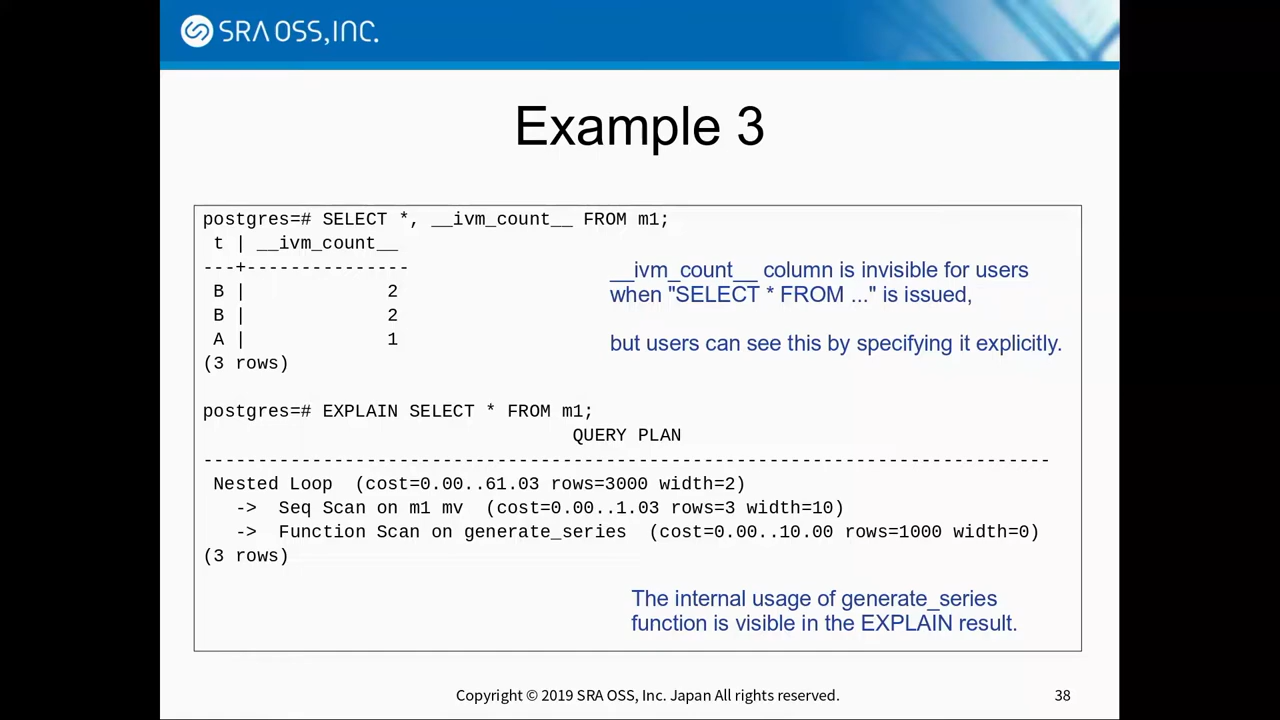 SRA OSS, INC.
Example 3
postgres=# SELECT *, __ivm_count__ FROM m1;
 t | __ivm_count__
---+---------------
 B |             2
 B |             2
 A |             1
(3 rows)
__ivm_count__ column is invisible for users
when "SELECT * FROM ..." is issued,
but users can see this by specifying it explicitly.
postgres=# EXPLAIN SELECT * FROM m1;
                                  QUERY PLAN
------------------------------------------------------------------------------
 Nested Loop  (cost=0.00..61.03 rows=3000 width=2)
   ->  Seq Scan on m1 mv  (cost=0.00..1.03 rows=3 width=10)
   ->  Function Scan on generate_series  (cost=0.00..10.00 rows=1000 width=0)
(3 rows)
The internal usage of generate_series
function is visible in the EXPLAIN result.
Copyright © 2019 SRA OSS, Inc. Japan All rights reserved.
38